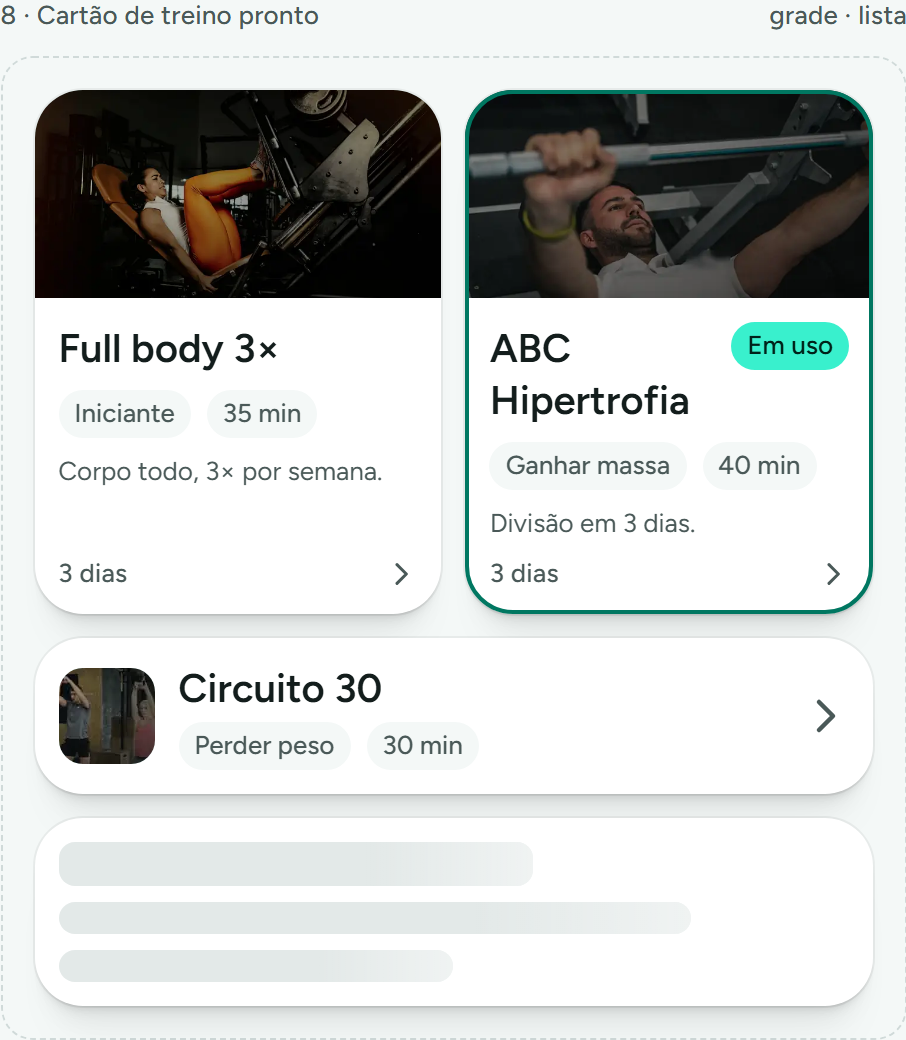 8 · Cartão de treino pronto
grade · lista
Full body 3×
Iniciante
35 min
Corpo todo, 3× por semana.
3 dias
ABC
Hipertrofia
Em uso
Ganhar massa
40 min
Divisão em 3 dias.
3 dias
Circuito 30
Perder peso
30 min